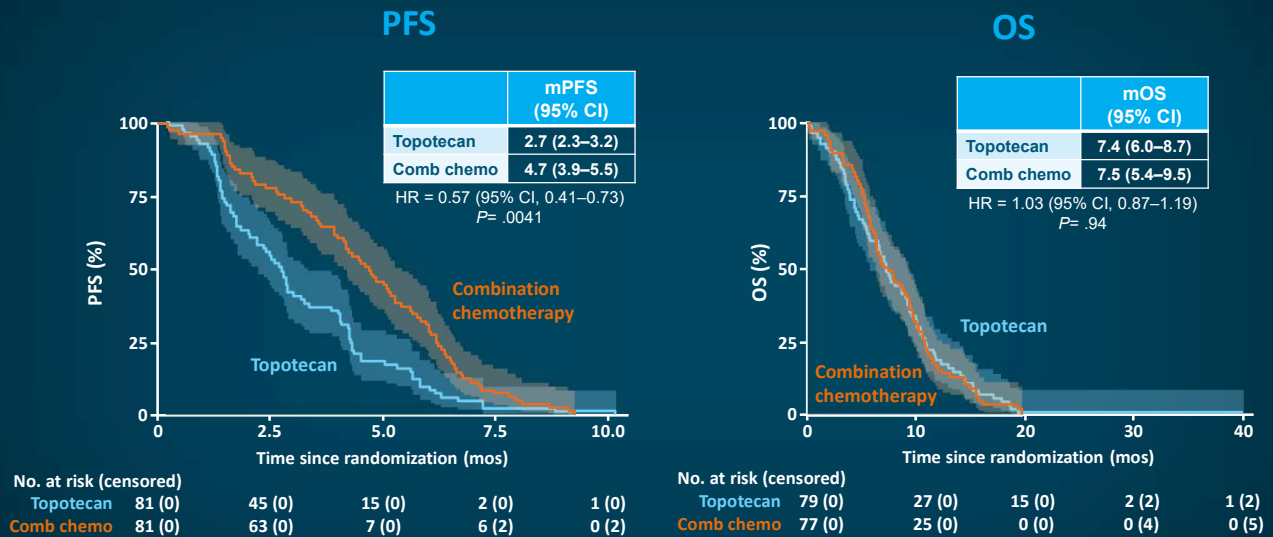 PFS
mPFS
(95% CI)
Topotecan 2.7 (2.3–3.2)
Comb chemo 4.7 (3.9–5.5)
HR = 0.57 (95% CI, 0.41–0.73)
P= .0041
100
75
50
25
0
PFS (%)
Combination
chemotherapy
Topotecan
0 2.5 5.0 7.5 10.0
Time since randomization (mos)
No. at risk (censored)
Topotecan 81 (0) 45 (0) 15 (0) 2 (0) 1 (0)
Comb chemo 81 (0) 63 (0) 7 (0) 6 (2) 0 (2)
OS
mOS
(95% CI)
Topotecan 7.4 (6.0–8.7)
Comb chemo 7.5 (5.4–9.5)
HR = 1.03 (95% CI, 0.87–1.19)
P= .94
100
75
50
25
0
OS (%)
Topotecan
Combination
chemotherapy
0 10 20 30 40
Time since randomization (mos)
No. at risk (censored)
Topotecan 79 (0) 27 (0) 15 (0) 2 (2) 1 (2)
Comb chemo 77 (0) 25 (0) 0 (0) 0 (4) 0 (5)